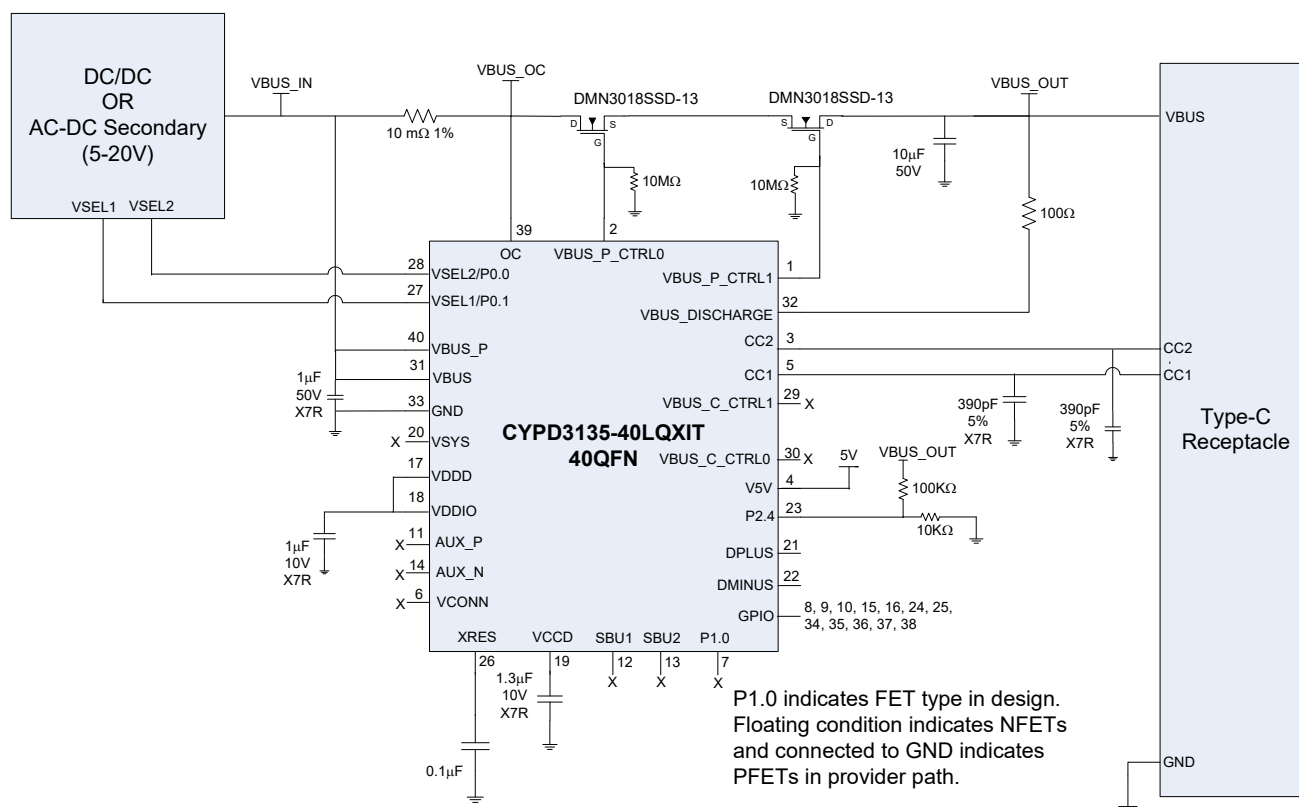 DC/DC
OR
AC-DC Secondary
(5-20V)
VSEL1
VSEL2
VBUS_IN
10 mΩ 1%
VBUS_OC
DMN3018SSD-13
D
S
G
10MΩ
DMN3018SSD-13
S
D
G
10MΩ
VBUS_OUT
10µF
50V
100Ω
VBUS
39
OC
2
VBUS_P_CTRL0
28
VSEL2/P0.0
27
VSEL1/P0.1
40
VBUS_P
31
VBUS
33
GND
20
X
VSYS
17
VDDD
18
VDDIO
11
X
AUX_P
14
X
AUX_N
6
X
VCONN
1µF
50V
X7R
1µF
10V
X7R
CYPD3135-40LQXIT
40QFN
1
VBUS_P_CTRL1
32
VBUS_DISCHARGE
3
CC2
5
CC1
29
VBUS_C_CTRL1
X
30
VBUS_C_CTRL0
X
4
V5V
5V
23
P2.4
VBUS_OUT
100KΩ
10KΩ
21
DPLUS
22
DMINUS
GPIO
8, 9, 10, 15, 16, 24, 25,
34, 35, 36, 37, 38
390pF
5%
X7R
390pF
5%
X7R
CC2
CC1
Type-C
Receptacle
GND
XRES
26
0.1µF
VCCD
19
1.3µF
10V
X7R
SBU1
12
X
SBU2
13
X
P1.0
7
X
P1.0 indicates FET type in design.
Floating condition indicates NFETs
and connected to GND indicates
PFETs in provider path.